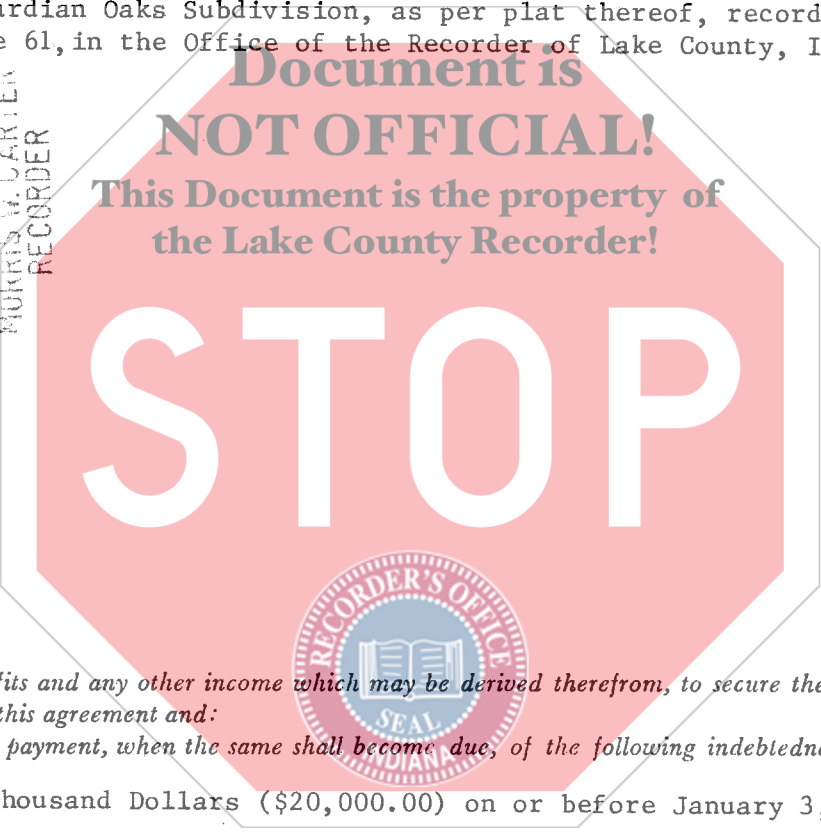 rdian Oaks Subdivision, as per plat thereof, record
e 61, in the Office of the Recorder of Lake County, I
Document is
NOT OFFICIAL!
This Document is the property of
the Lake County Recorder!
MORRIS W. CARTER
RECORDER
STOP
RECORDER'S OFFICE
SEAL
INDIANA
fits and any other income which may be derived therefrom, to secure the
this agreement and:
payment, when the same shall become due, of the following indebtedn
housand Dollars ($20,000.00) on or before January 3,